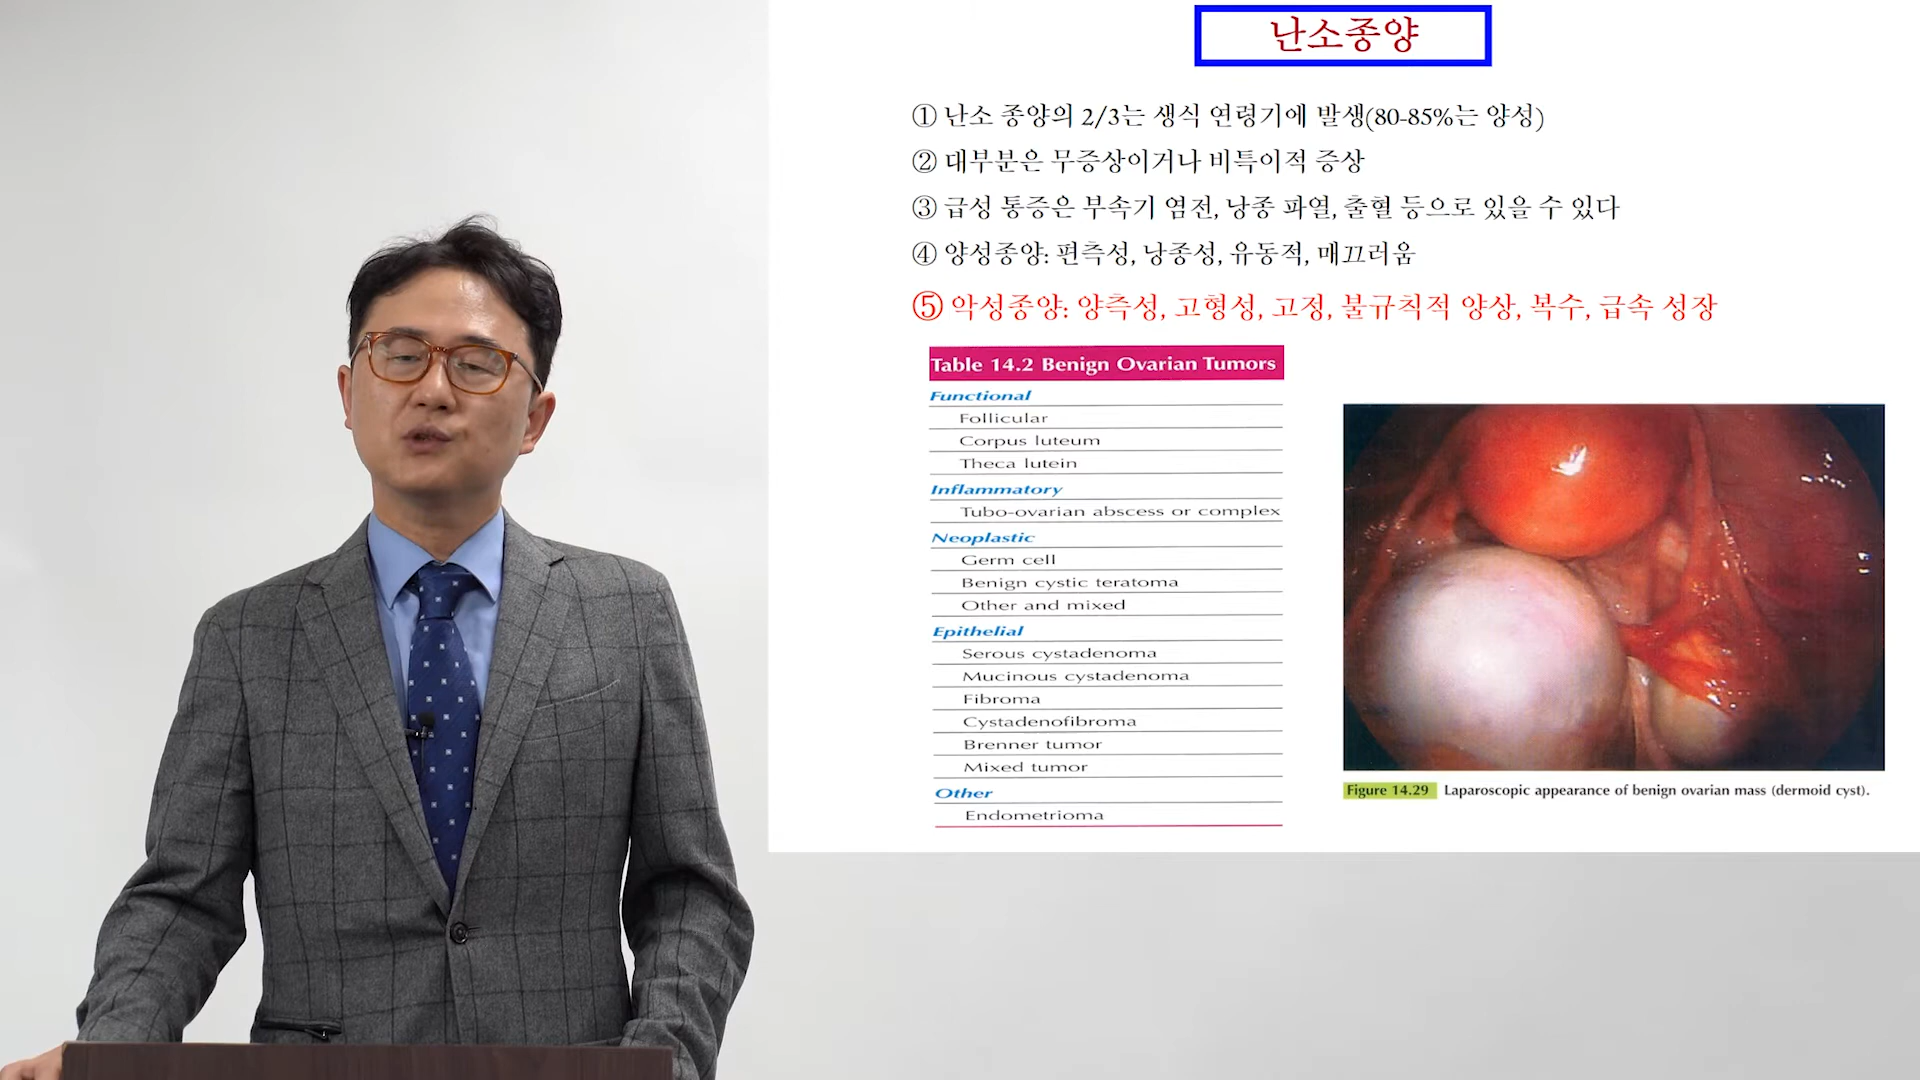 난소종양
① 난소 종양의 2/3는 생식 연령기에 발생(80-85%는 양성)
② 대부분은 무증상이거나 비특이적 증상
③ 급성 통증은 부속기 염전, 낭종 파열, 출혈 등으로 있을 수 있다
④ 양성종양: 편측성, 낭종성, 유동적, 매끄러움
⑤ 악성종양: 양측성, 고형성, 고정, 불규칙적 양상, 복수, 급속 성장
Table 14.2 Benign Ovarian Tumors
Functional
Follicular
Corpus luteum
Theca lutein
Inflammatory
Tubo-ovarian abscess or complex
Neoplastic
Germ cell
Benign cystic teratoma
Other and mixed
Epithelial
Serous cystadenoma
Mucinous cystadenoma
Fibroma
Cystadenofibroma
Brenner tumor
Mixed tumor
Other
Endometrioma
Figure 14.29 Laparoscopic appearance of benign ovarian mass (dermoid cyst).